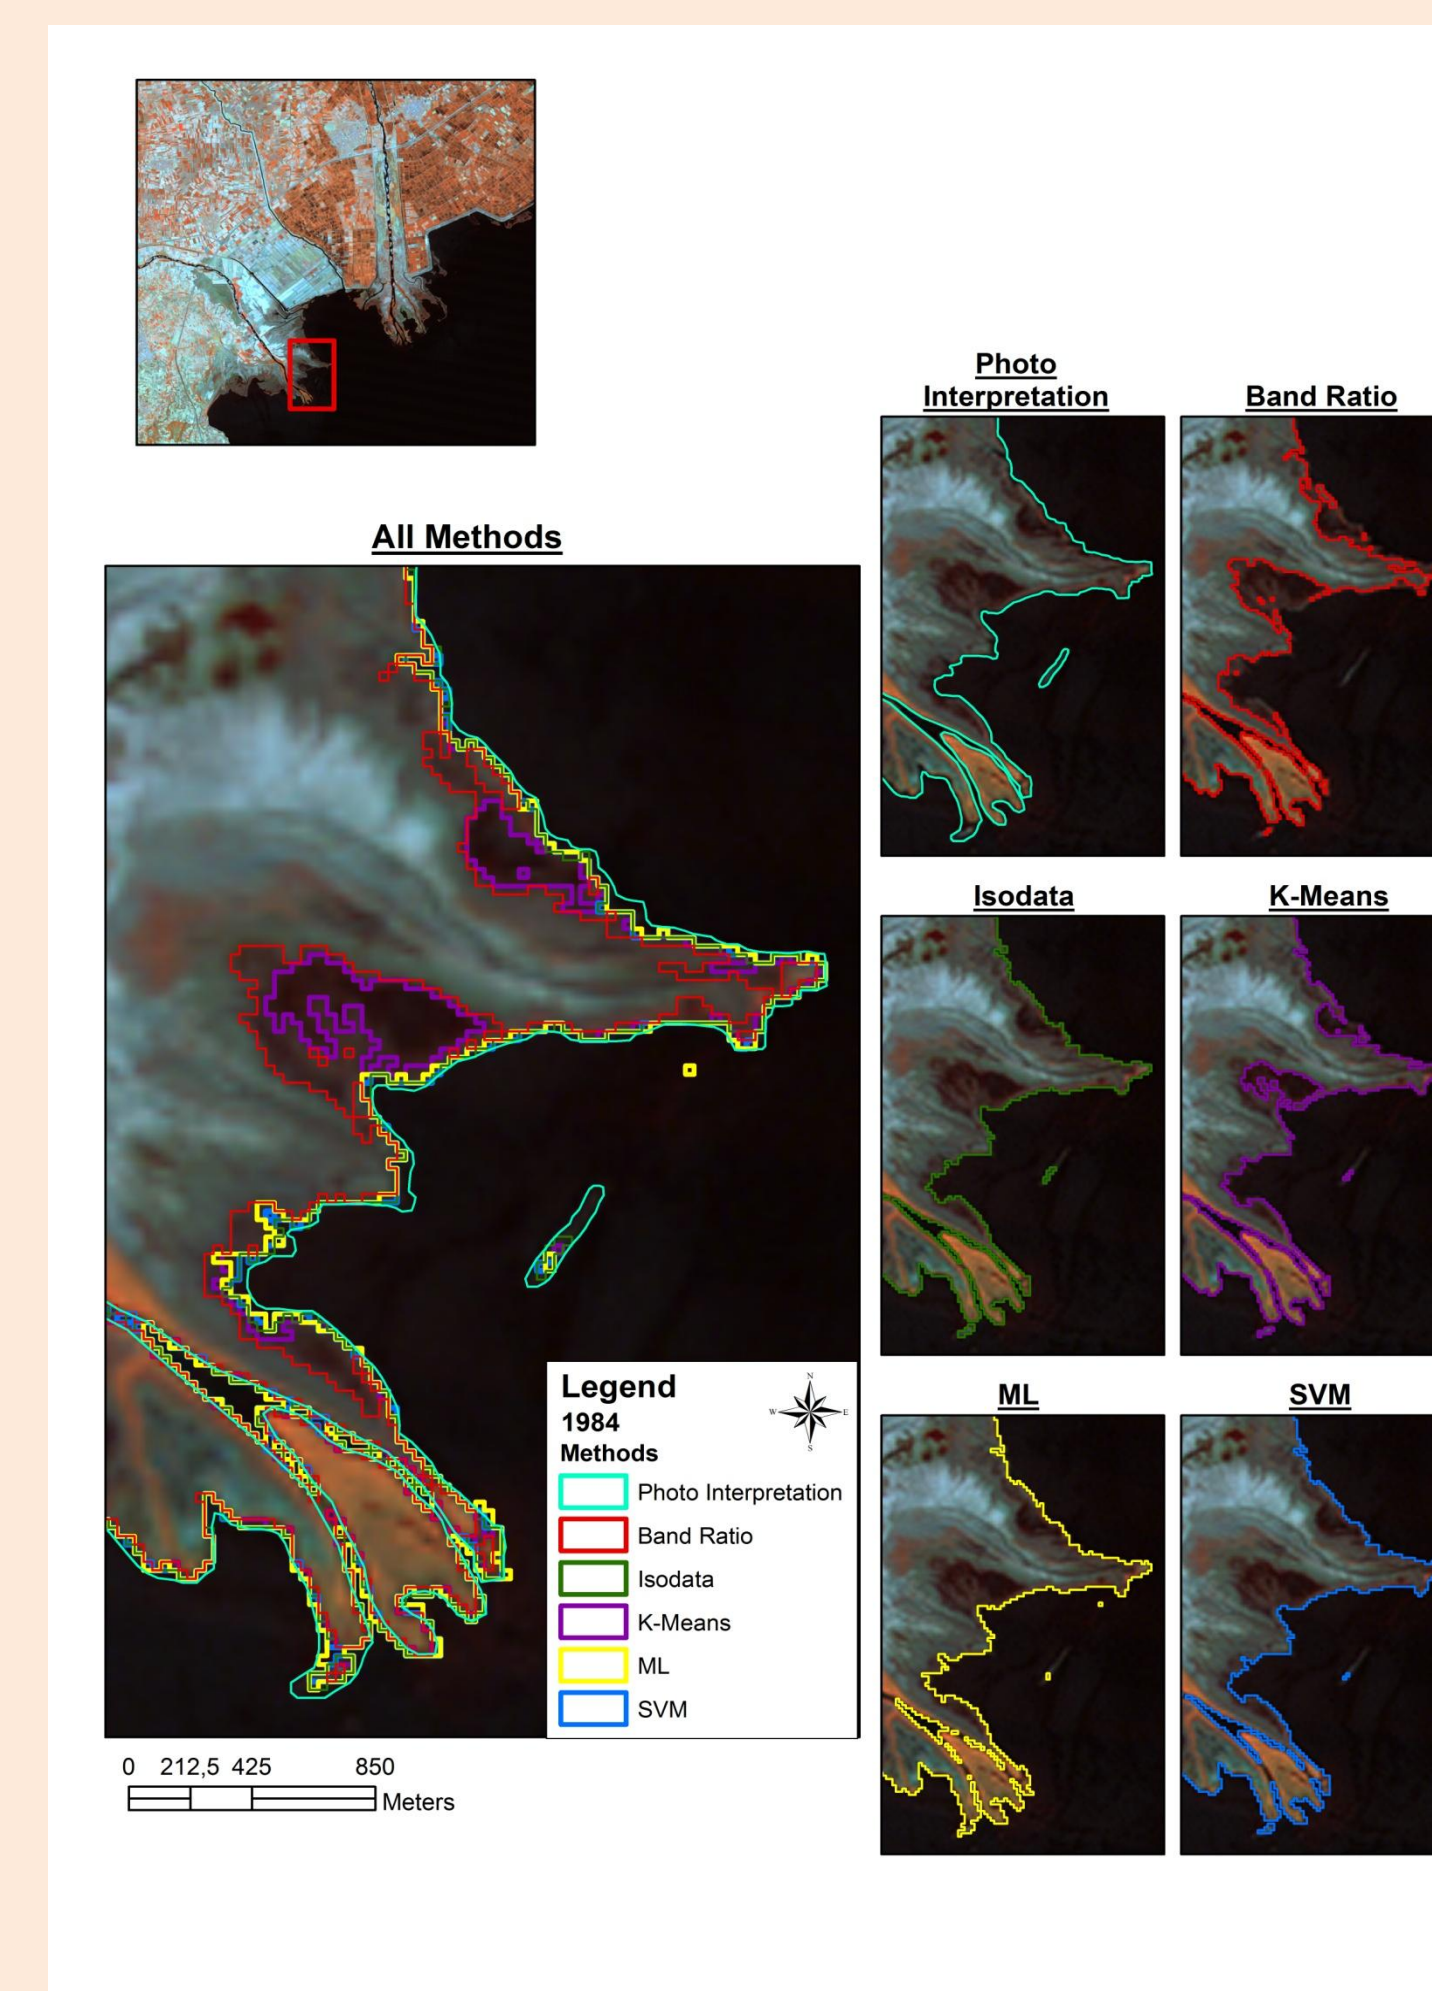 Photo
Interpretation
Band Ratio
All Methods
Isodata
K-Means
ML
SVM
Legend
1984
Methods
Photo Interpretation
Band Ratio
Isodata
K-Means
ML
SVM
N
W
E
S
0 212,5 425 850
Meters